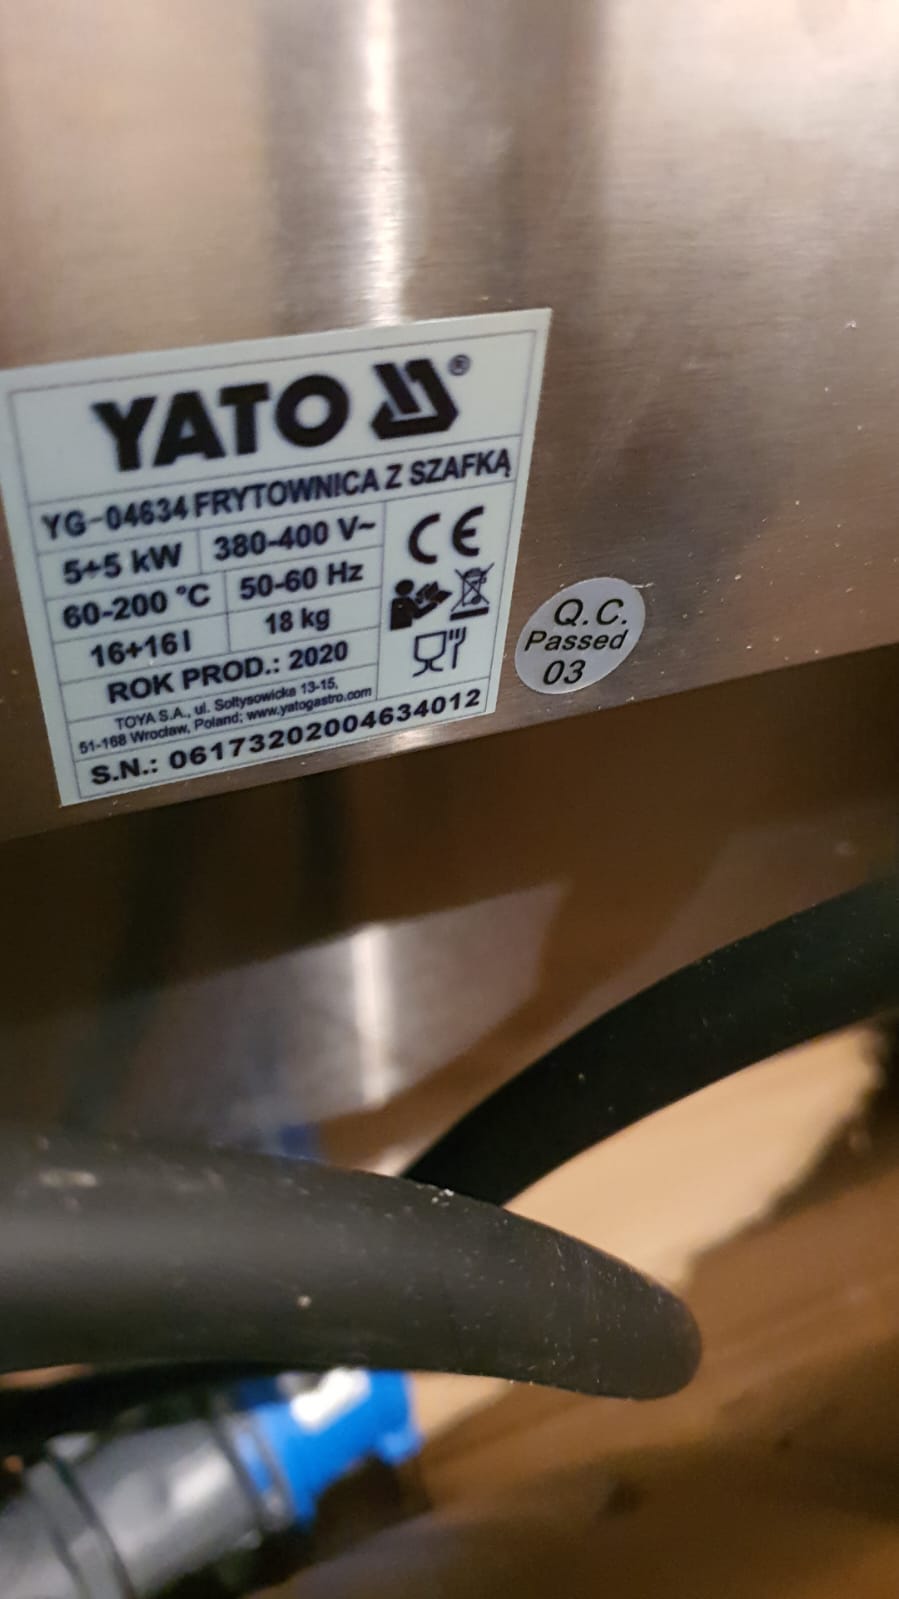 YATO ®
YG-04634 FRYTOWNICA Z SZAFKĄ
5+5 kW 380-400 V~
60-200 °C 50-60 Hz
16+16 l 18 kg
ROK PROD.: 2020
TOYA S.A., ul. Sołtysowicka 13-15,
51-168 Wrocław, Poland; www.yatogastro.com
S.N.: 06173202004634012
CE
Q.C.
Passed
03